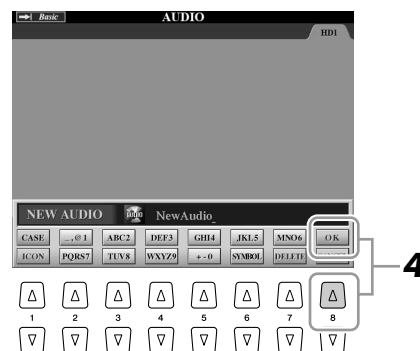 Basic AUDIO
HD1
NEW AUDIO AUDIO NewAudio_
CASE _,@1 ABC2 DEF3 GHI4 JKL5 MNO6 OK
ICON PQRS7 TUV8 WXYZ9 +-0 SYMBOL DELETE
4
1 2 3 4 5 6 7 8